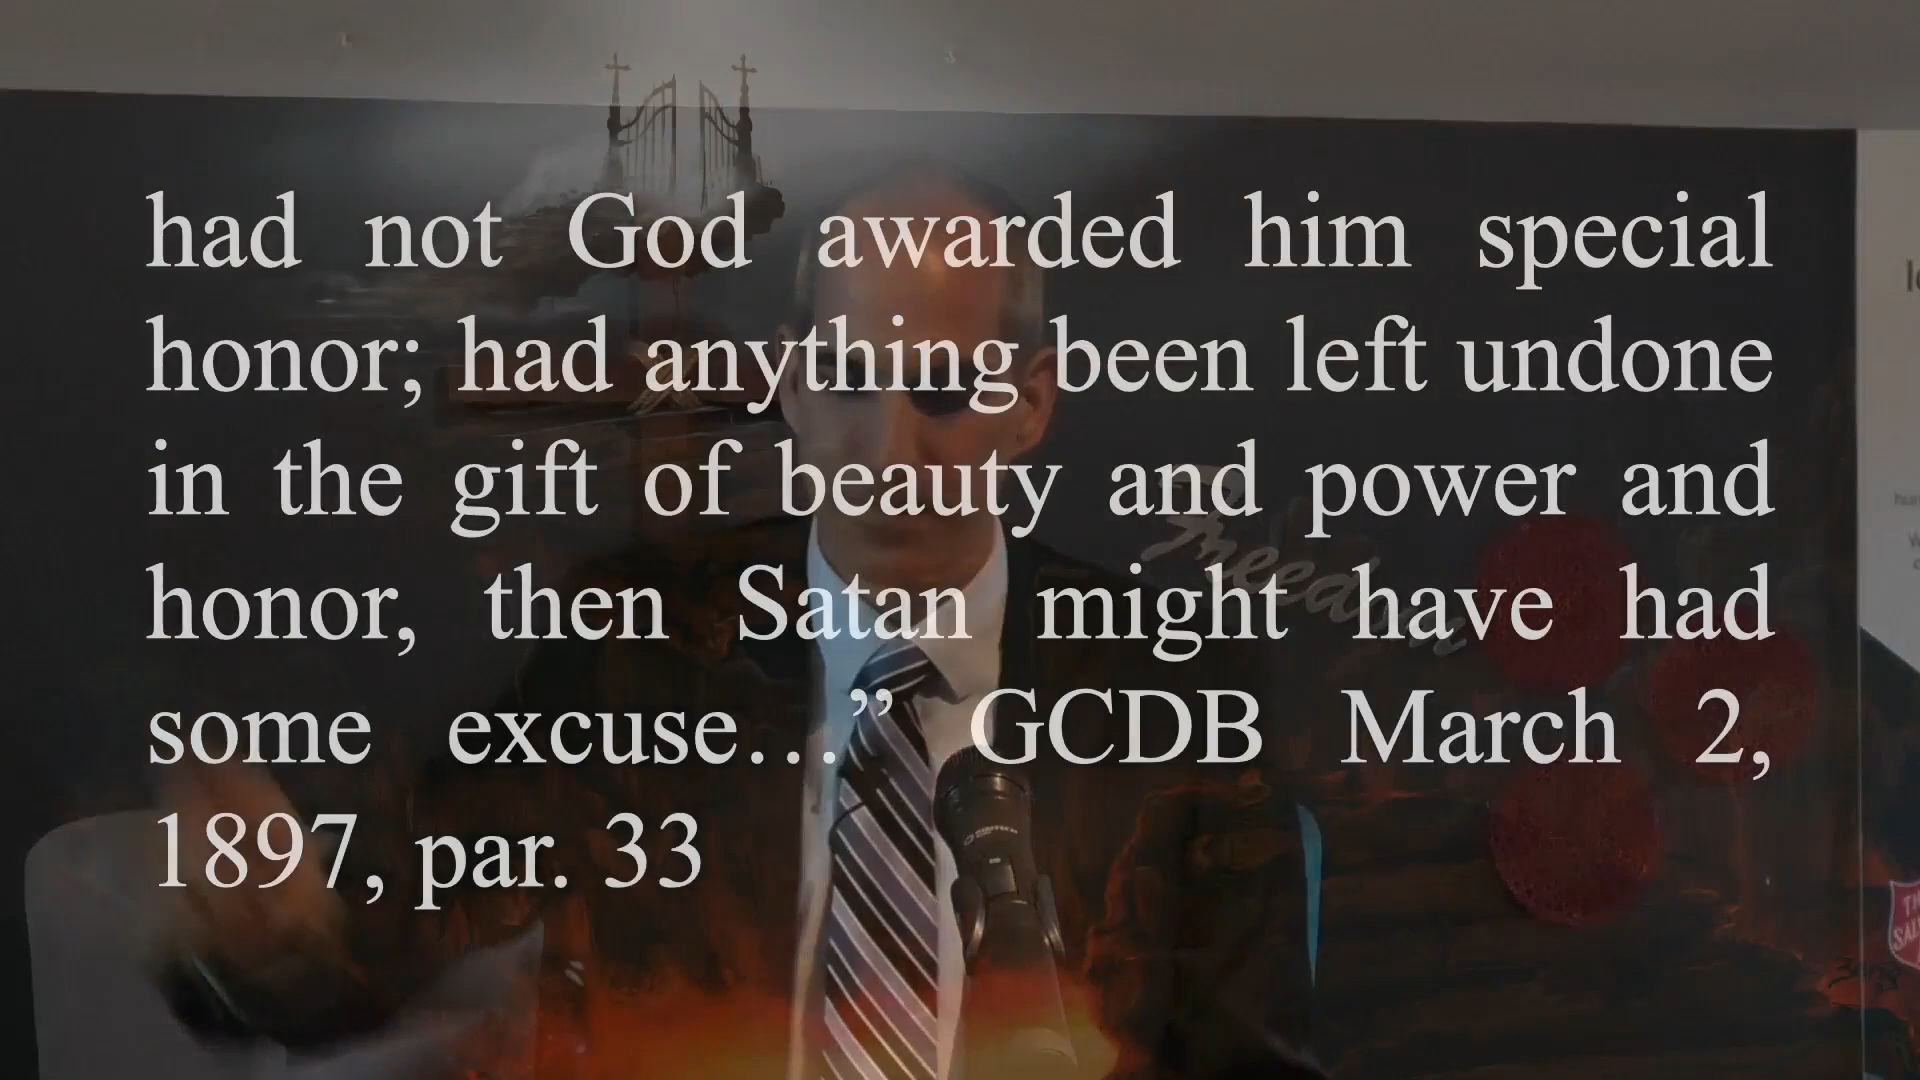 had not God awarded him special
honor; had anything been left undone
in the gift of beauty and power and
honor, then Satan might have had
some excuse…” GCDB March 2,
1897, par. 33
Freedom